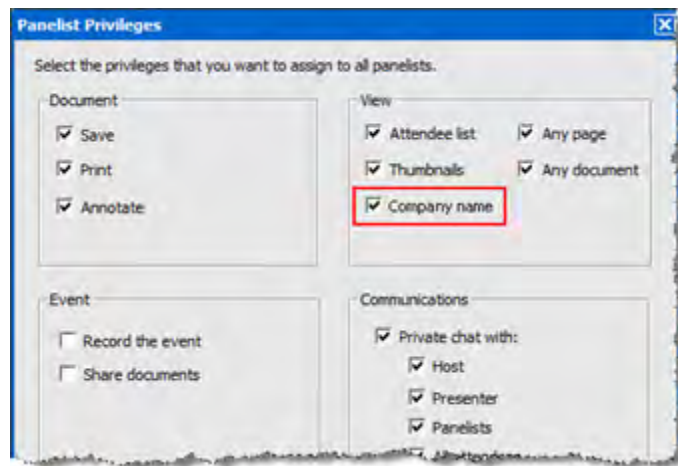 Panelist Privileges
Select the privileges that you want to assign to all panelists.
Document
Save
Print
Annotate
View
Attendee list
Any page
Thumbnails
Any document
Company name
Event
Record the event
Share documents
Communications
Private chat with:
Host
Presenter
Panelists